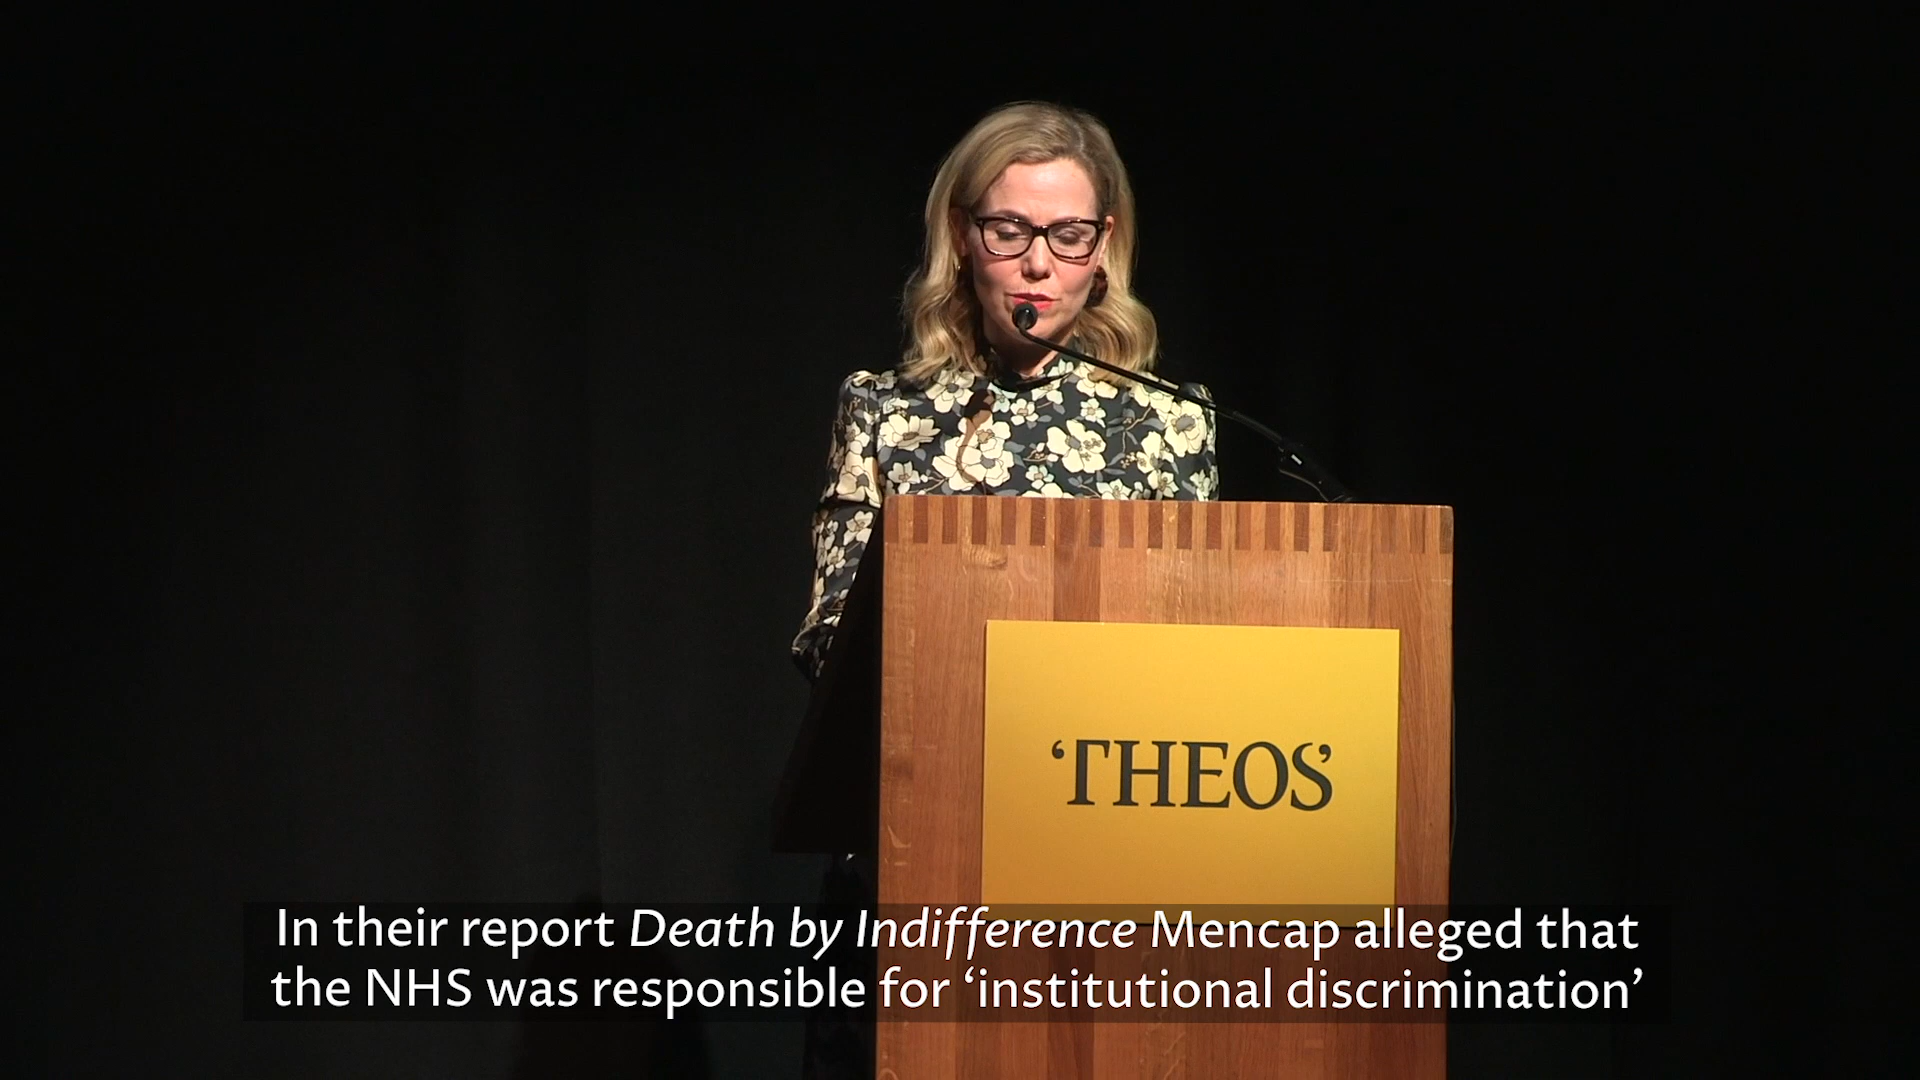 ‘THEOS’
In their report Death by Indifference Mencap alleged that
the NHS was responsible for ‘institutional discrimination’